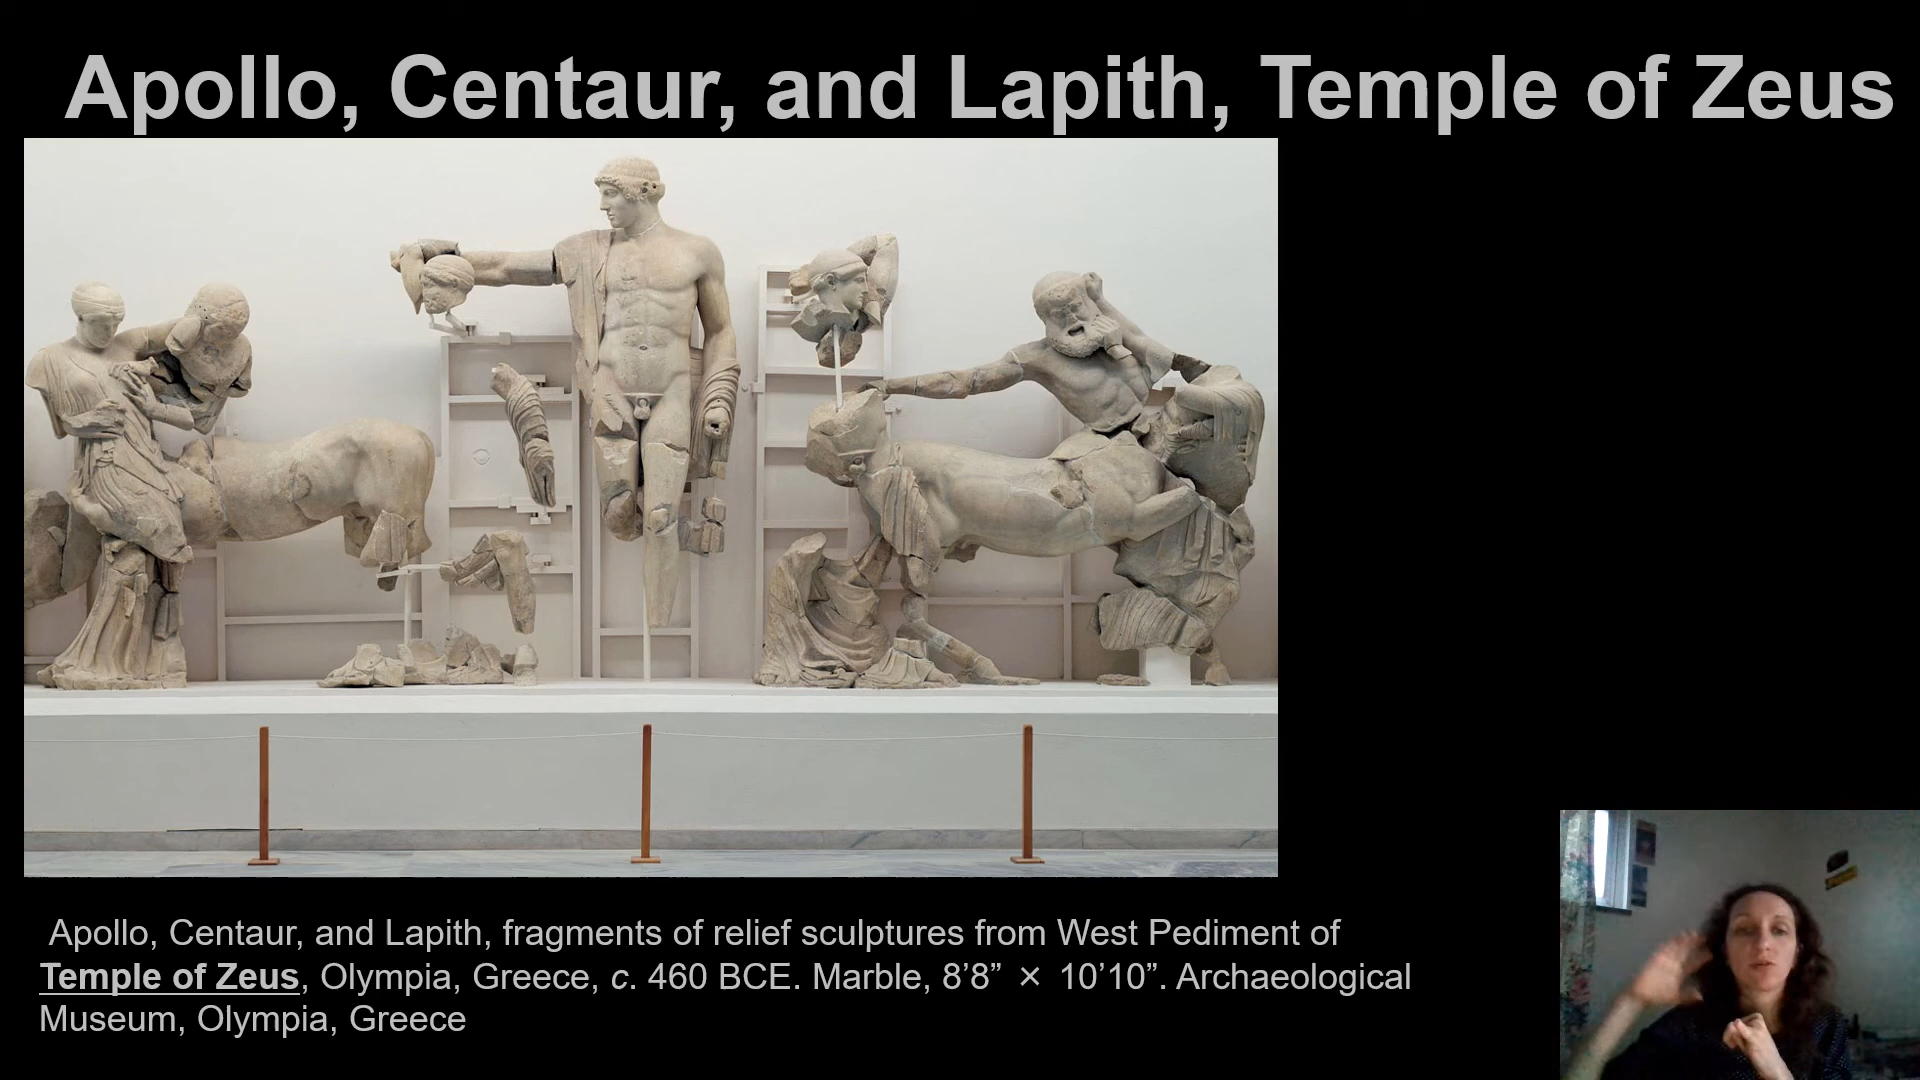 Apollo, Centaur, and Lapith, Temple of Zeus
Apollo, Centaur, and Lapith, fragments of relief sculptures from West Pediment of
Temple of Zeus, Olympia, Greece, c. 460 BCE. Marble, 8’8” × 10’10”. Archaeological
Museum, Olympia, Greece